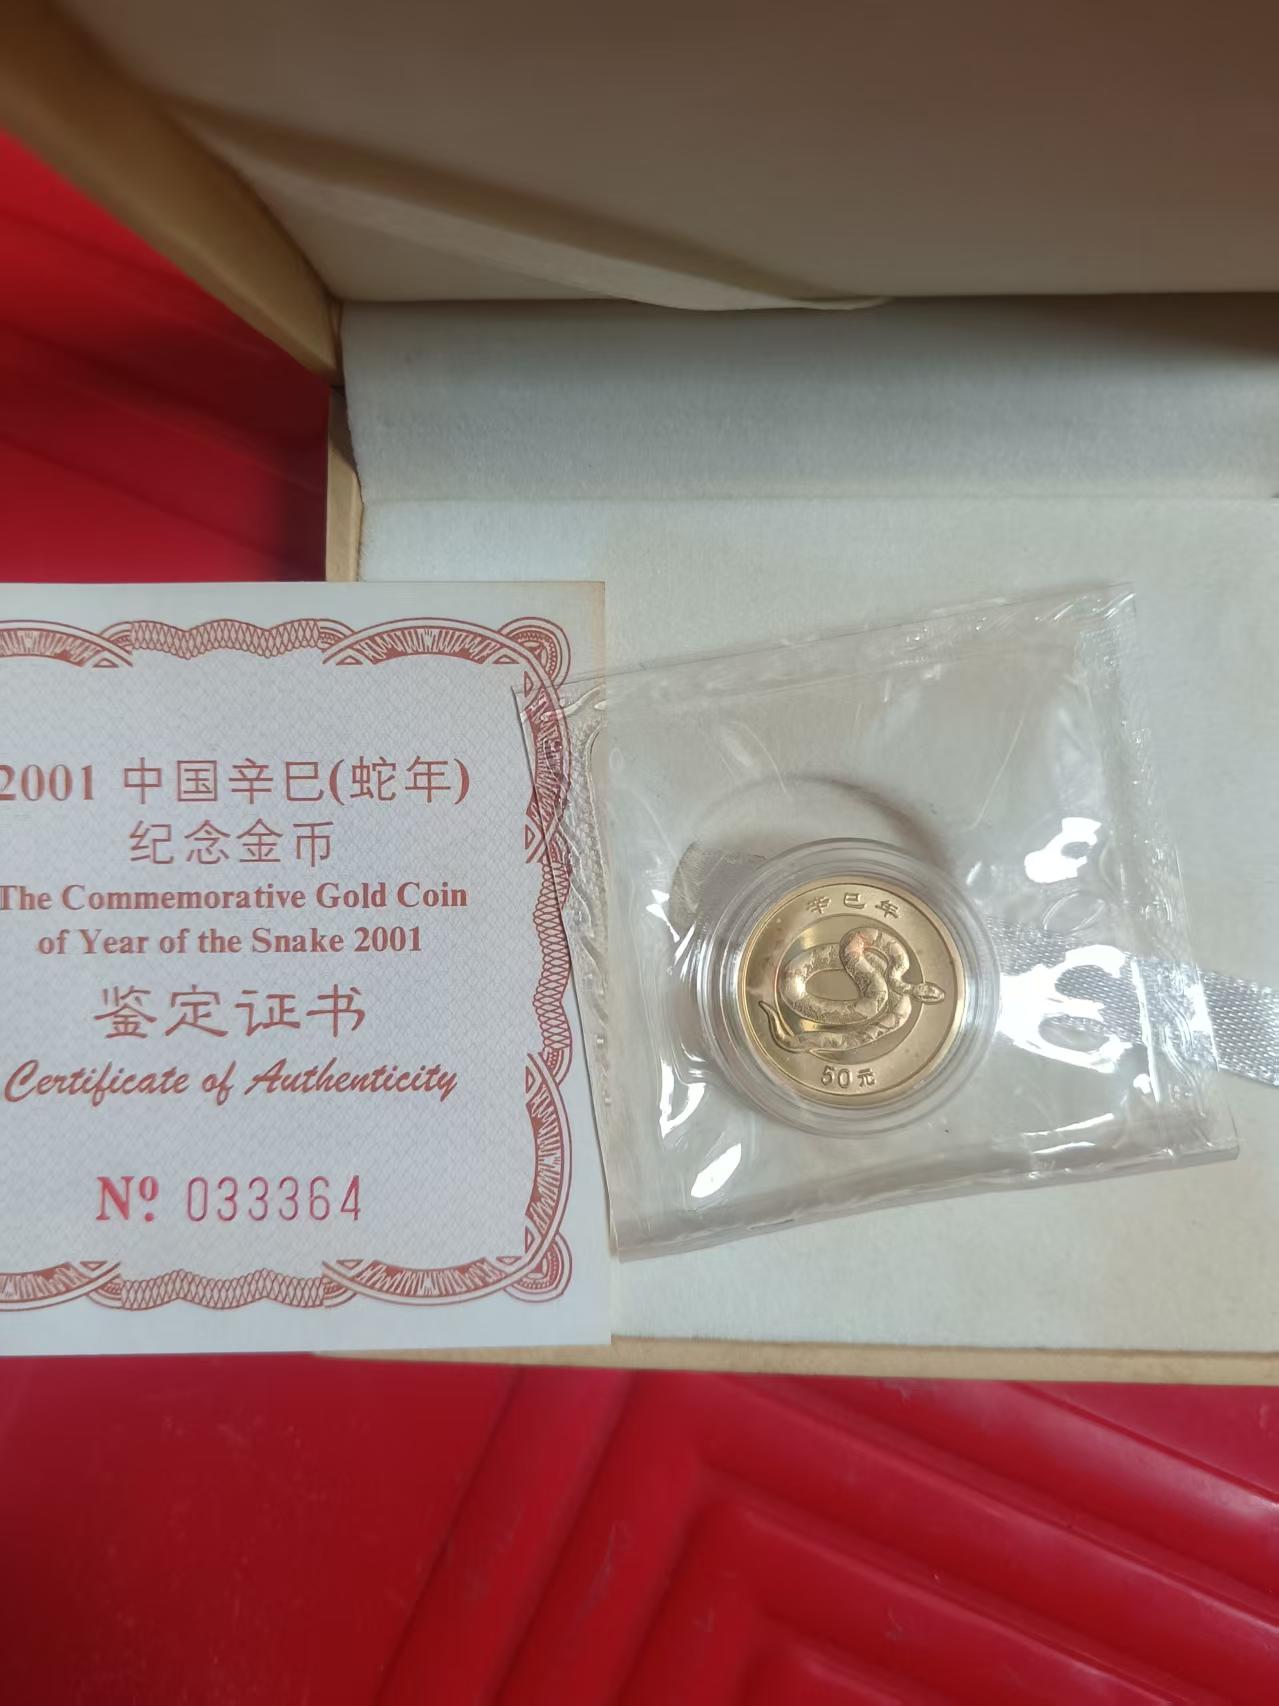 2001 中国辛巳(蛇年)
纪念金币
The Commemorative Gold Coin
of Year of the Snake 2001
鉴定证书
Certificate of Authenticity
Nº 033364
辛巳年
50元